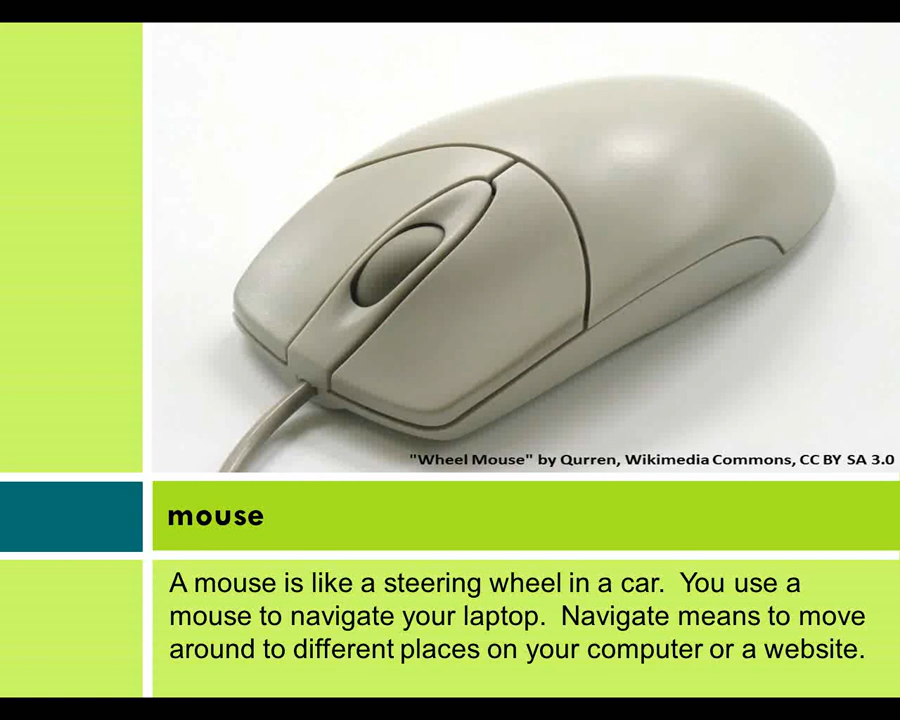 "Wheel Mouse" by Qurren, Wikimedia Commons, CC BY SA 3.0
mouse
A mouse is like a steering wheel in a car.  You use a
mouse to navigate your laptop.  Navigate means to move
around to different places on your computer or a website.